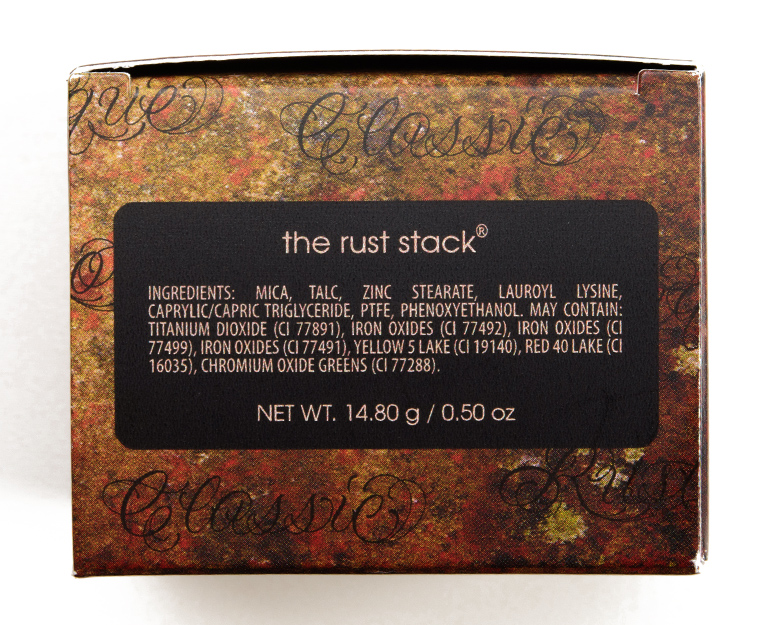 que
Classic
the rust stack®
INGREDIENTS: MICA, TALC, ZINC STEARATE, LAUROYL LYSINE,
CAPRYLIC/CAPRIC TRIGLYCERIDE, PTFE, PHENOXYETHANOL. MAY CONTAIN:
TITANIUM DIOXIDE (CI 77891), IRON OXIDES (CI 77492), IRON OXIDES (CI
77499), IRON OXIDES (CI 77491), YELLOW 5 LAKE (CI 19140), RED 40 LAKE (CI
16035), CHROMIUM OXIDE GREENS (CI 77288).
NET WT. 14.80 g / 0.50 oz
Classic
Rust